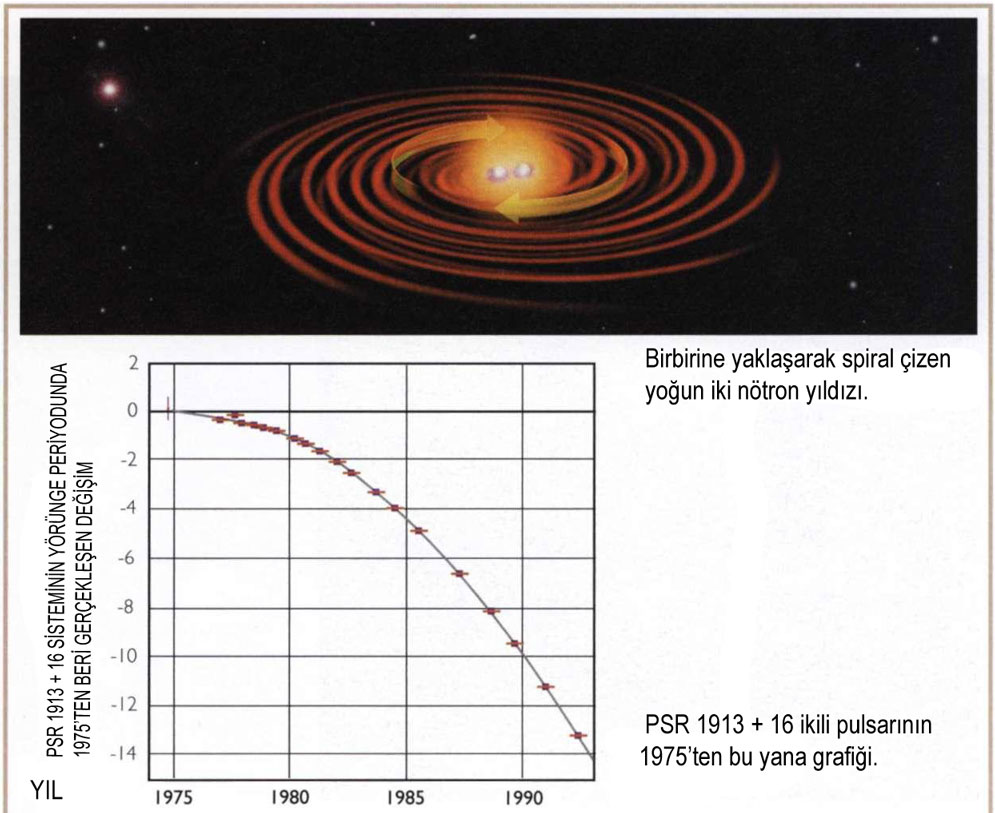 Birbirine yaklaşarak spiral çizen
yoğun iki nötron yıldızı.
PSR 1913 + 16 SİSTEMİNİN YÖRÜNGE PERİYODUNDA
1975'TEN BERİ GERÇEKLEŞEN DEĞİŞİM
2
0
-2
-4
-6
-8
-10
-12
-14
YIL
1975 1980 1985 1990
PSR 1913 + 16 ikili pulsarının
1975'ten bu yana grafiği.